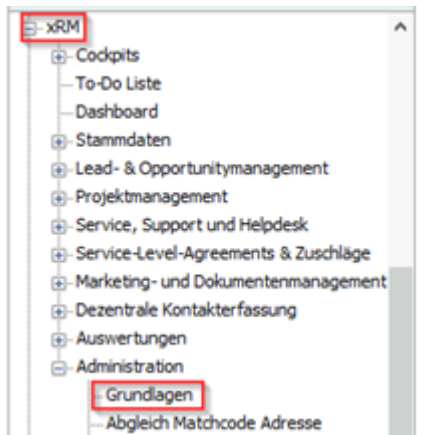 xRM
Cockpits
To-Do Liste
Dashboard
Stammdaten
Lead- & Opportunitymanagement
Projektmanagement
Service, Support und Helpdesk
Service-Level-Agreements & Zuschläge
Marketing- und Dokumentenmanagement
Dezentrale Kontakterfassung
Auswertungen
Administration
Grundlagen
Abgleich Matchcode Adresse